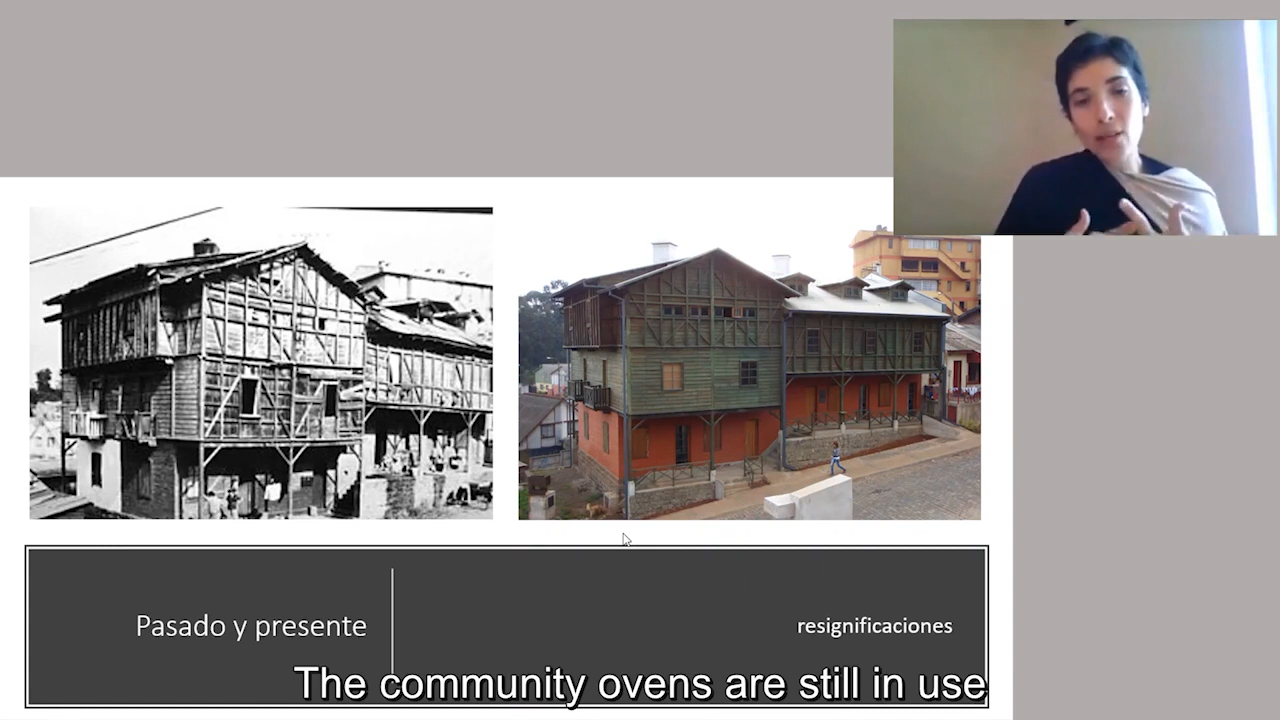 Pasado y presente
resignificaciones
The community ovens are still in use